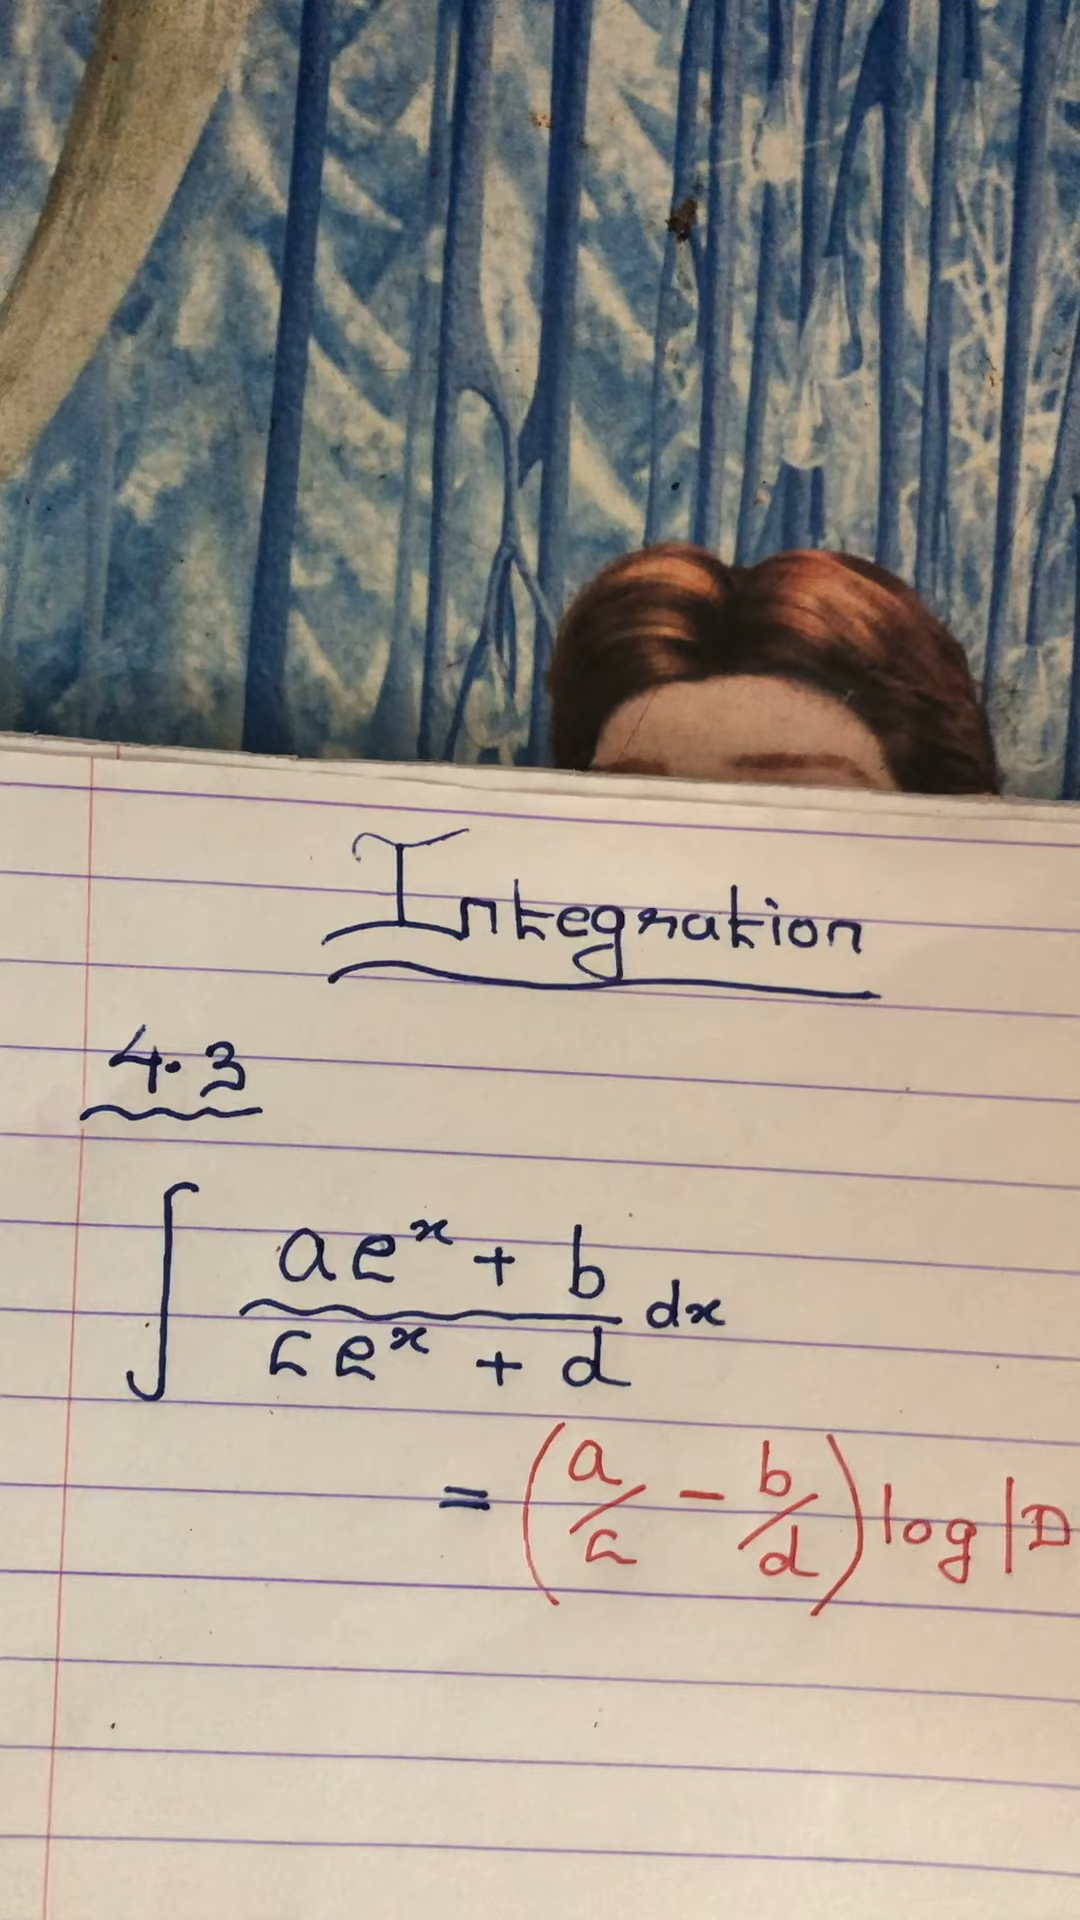 Integration
4.3
∫ ae^x + b / ce^x + d dx
= (a/c - b/d) log |D